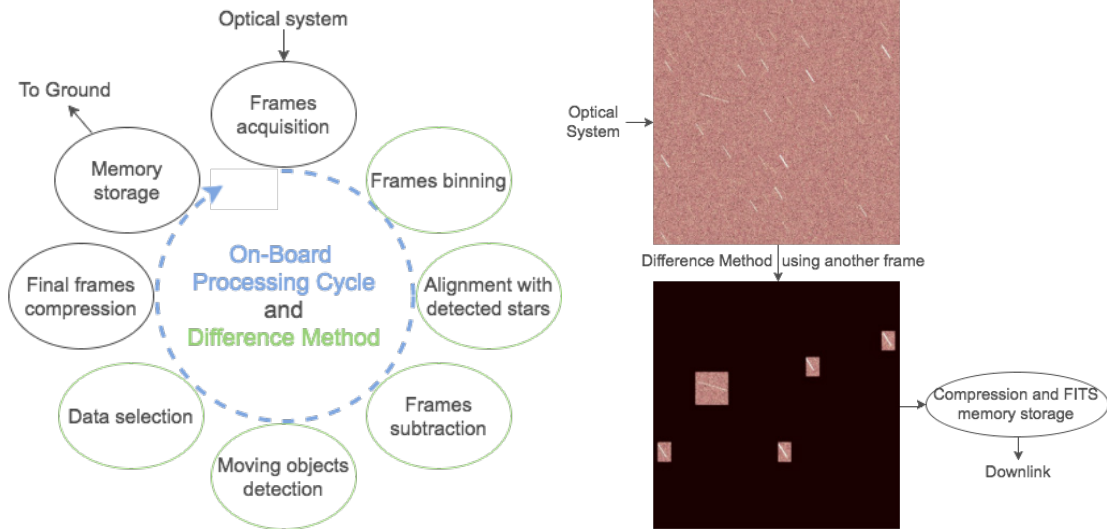 Optical system
To Ground
Frames
acquisition
Memory
storage
Frames binning
On-Board
Processing Cycle
and
Difference Method
Final frames
compression
Alignment with
detected stars
Data selection
Frames
subtraction
Moving objects
detection
Optical
System
Difference Method using another frame
Compression and FITS
memory storage
Downlink